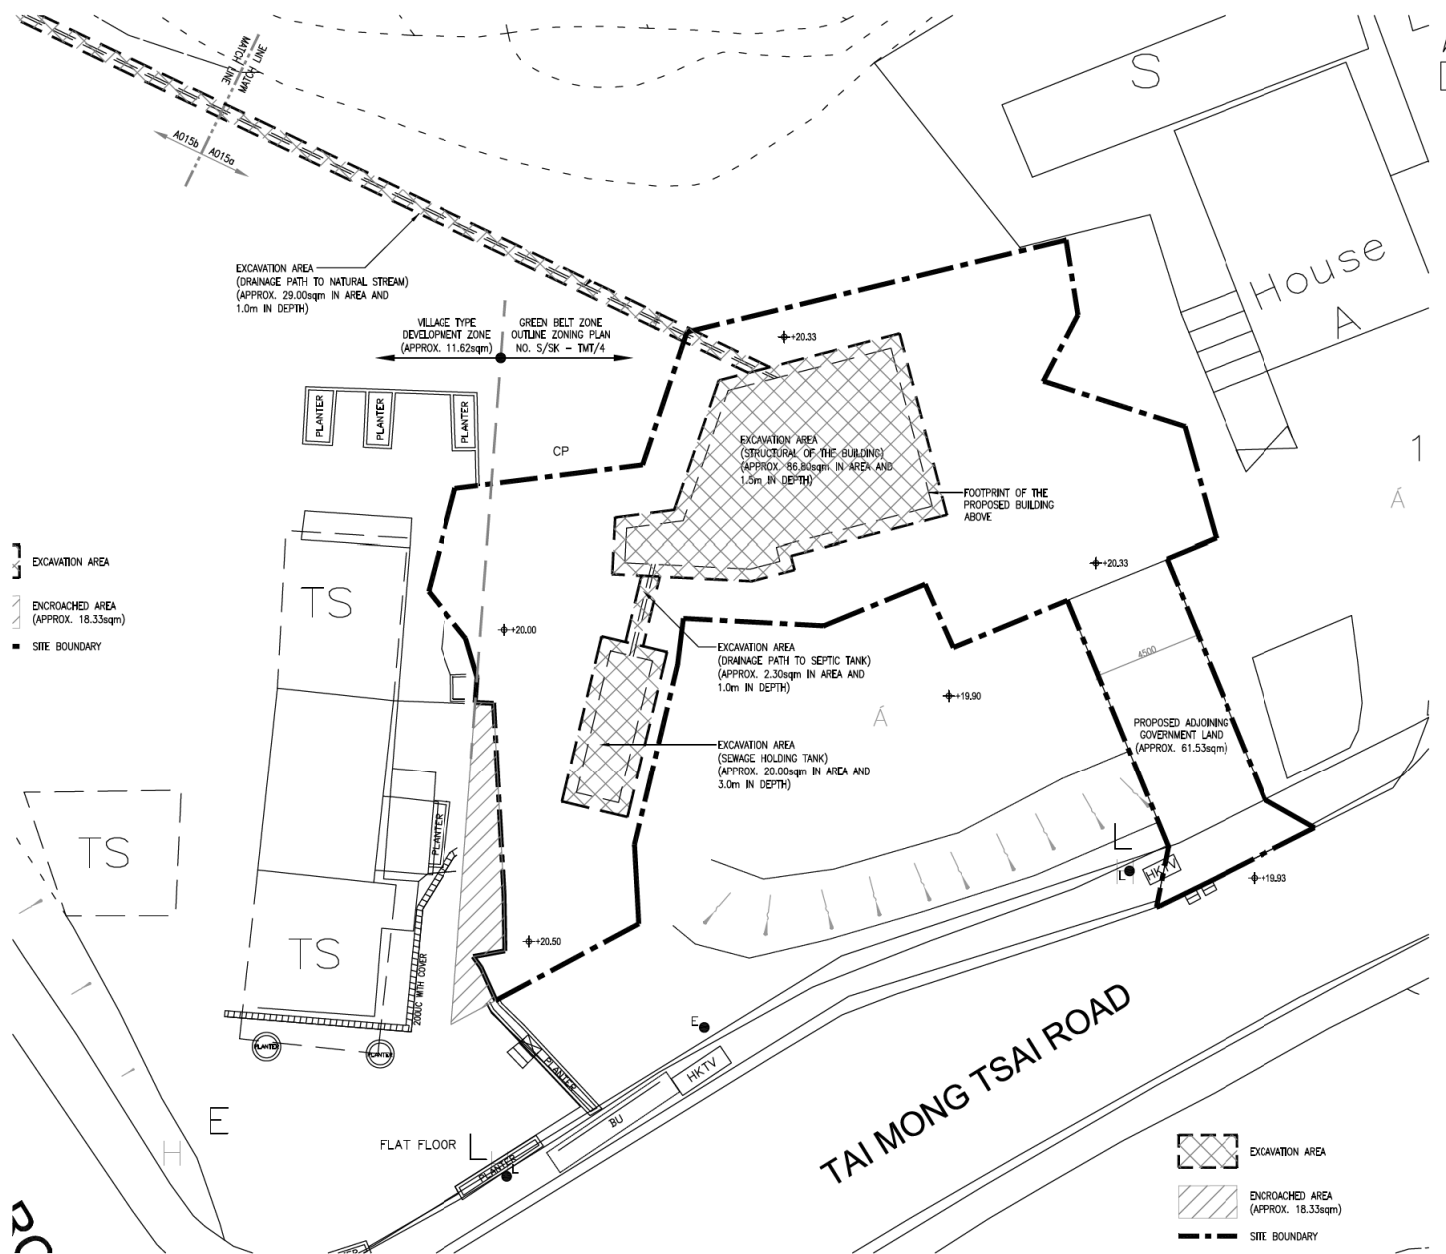 MATCH LINE
MATCH LINE
A015b
A015a
S
EXCAVATION AREA
(DRAINAGE PATH TO NATURAL STREAM)
(APPROX. 29.00sqm IN AREA AND
1.0m IN DEPTH)
House
A
VILLAGE TYPE
DEVELOPMENT ZONE
(APPROX. 11.62sqm)
GREEN BELT ZONE
OUTLINE ZONING PLAN
NO. S/SK - TMT/4
+20.33
PLANTER
PLANTER
PLANTER
CP
EXCAVATION AREA
(STRUCTURAL OF THE BUILDING)
(APPROX. 86.80sqm IN AREA AND
1.5m IN DEPTH)
1
FOOTPRINT OF THE
PROPOSED BUILDING
ABOVE
Á
EXCAVATION AREA
ENCROACHED AREA
(APPROX. 18.33sqm)
SITE BOUNDARY
TS
+20.00
+20.33
EXCAVATION AREA
(DRAINAGE PATH TO SEPTIC TANK)
(APPROX. 2.30sqm IN AREA AND
1.0m IN DEPTH)
4500
+19.90
Á
PROPOSED ADJOINING
GOVERNMENT LAND
(APPROX. 61.53sqm)
EXCAVATION AREA
(SEWAGE HOLDING TANK)
(APPROX. 20.00sqm IN AREA AND
3.0m IN DEPTH)
TS
PLANTER
L
L
HKTV
+19.93
TS
+20.50
200UC WITH COVER
PLANTER
PLANTER
E
PLANTER
HKTV
BU
TAI MONG TSAI ROAD
E
H
FLAT FLOOR
L
PLANTER
L
EXCAVATION AREA
ENCROACHED AREA
(APPROX. 18.33sqm)
SITE BOUNDARY